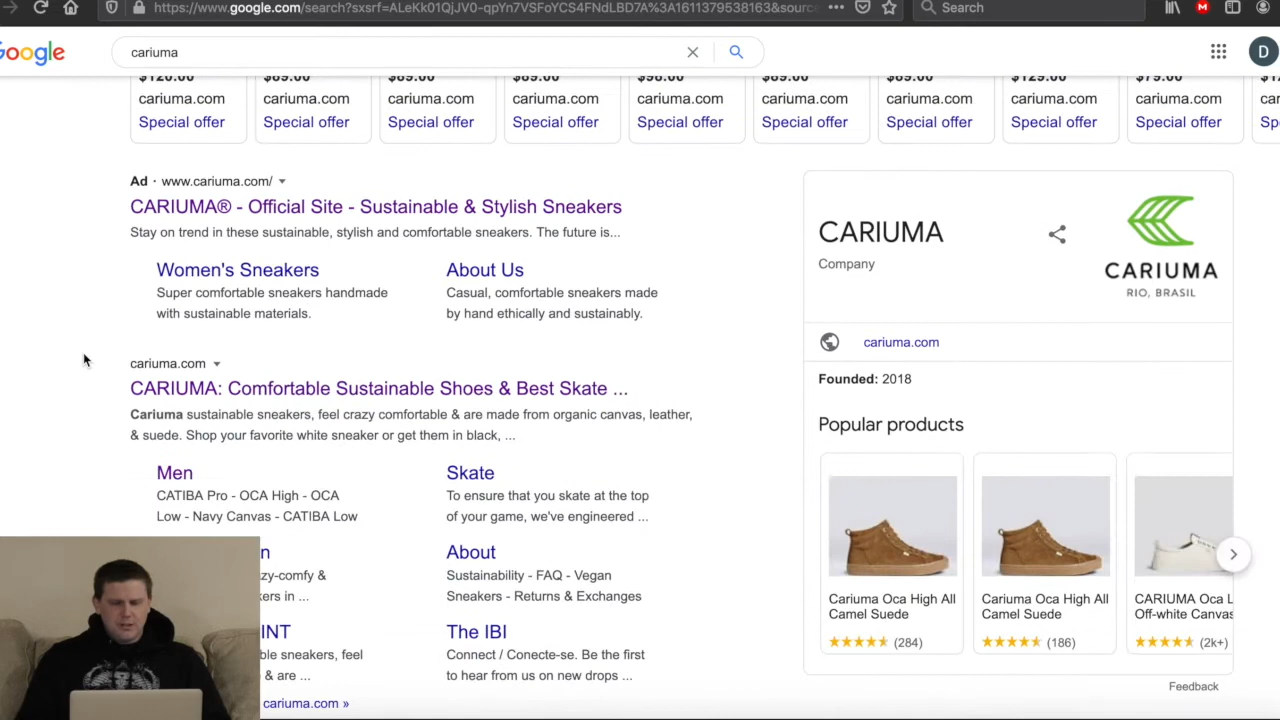 https://www.google.com/search?sxsrf=ALeKk01QjJV0-qpYn7VSFoYCS4FNdLBD7A%3A1611379538163&sourc
Search
Google
cariuma
D
$120.00 $89.00 $89.00 $69.00 $98.00 $89.00 $89.00 $129.00 $79.00
cariuma.com cariuma.com cariuma.com cariuma.com cariuma.com cariuma.com cariuma.com cariuma.com cariuma.com
Special offer Special offer Special offer Special offer Special offer Special offer Special offer Special offer Special offer Sp
Ad · www.cariuma.com/
CARIUMA® - Official Site - Sustainable & Stylish Sneakers
Stay on trend in these sustainable, stylish and comfortable sneakers. The future is...
Women's Sneakers
Super comfortable sneakers handmade
with sustainable materials.
About Us
Casual, comfortable sneakers made
by hand ethically and sustainably.
cariuma.com
CARIUMA: Comfortable Sustainable Shoes & Best Skate ...
Cariuma sustainable sneakers, feel crazy comfortable & are made from organic canvas, leather,
& suede. Shop your favorite white sneaker or get them in black, ...
Men
CATIBA Pro - OCA High - OCA
Low - Navy Canvas - CATIBA Low
Skate
To ensure that you skate at the top
of your game, we've engineered ...
n
zy-comfy &
kers in ...
About
Sustainability - FAQ - Vegan
Sneakers - Returns & Exchanges
INT
ble sneakers, feel
& are ...
The IBI
Connect / Conecte-se. Be the first
to hear from us on new drops ...
cariuma.com »
CARIUMA
Company
CARIUMA
RIO, BRASIL
cariuma.com
Founded: 2018
Popular products
Cariuma Oca High All
Camel Suede
(284)
Cariuma Oca High All
Camel Suede
(186)
CARIUMA Oca L
Off-white Canvas
(2k+)
Feedback